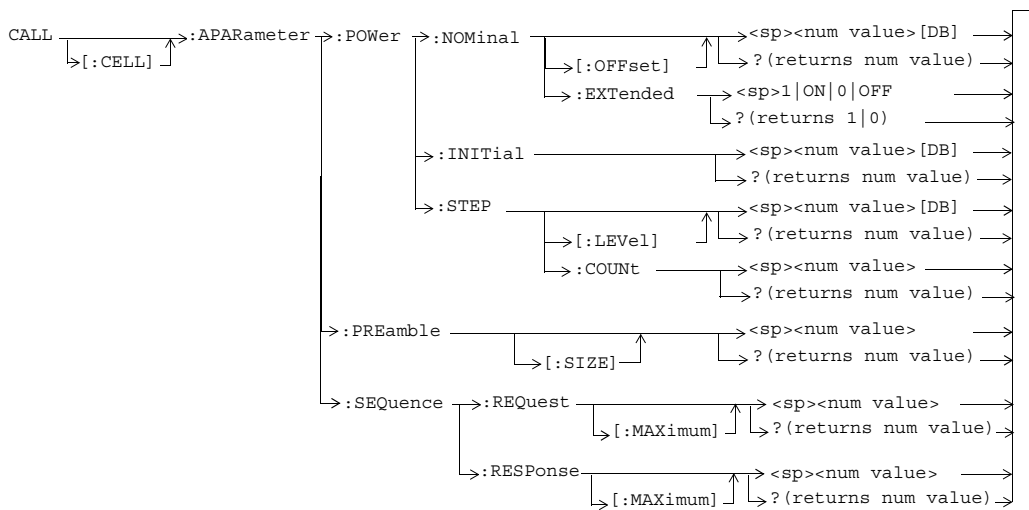 CALL :APARameter :POWer :NOMinal <sp><num value>[DB]
[:CELL] [:OFFset] ?(returns num value)
:EXTended <sp>1|ON|0|OFF
?(returns 1|0)
:INITial <sp><num value>[DB]
?(returns num value)
:STEP <sp><num value>[DB]
[:LEVel] ?(returns num value)
:COUNt <sp><num value>
?(returns num value)
:PREamble <sp><num value>
[:SIZE] ?(returns num value)
:SEQuence :REQuest <sp><num value>
[:MAXimum] ?(returns num value)
:RESPonse <sp><num value>
[:MAXimum] ?(returns num value)